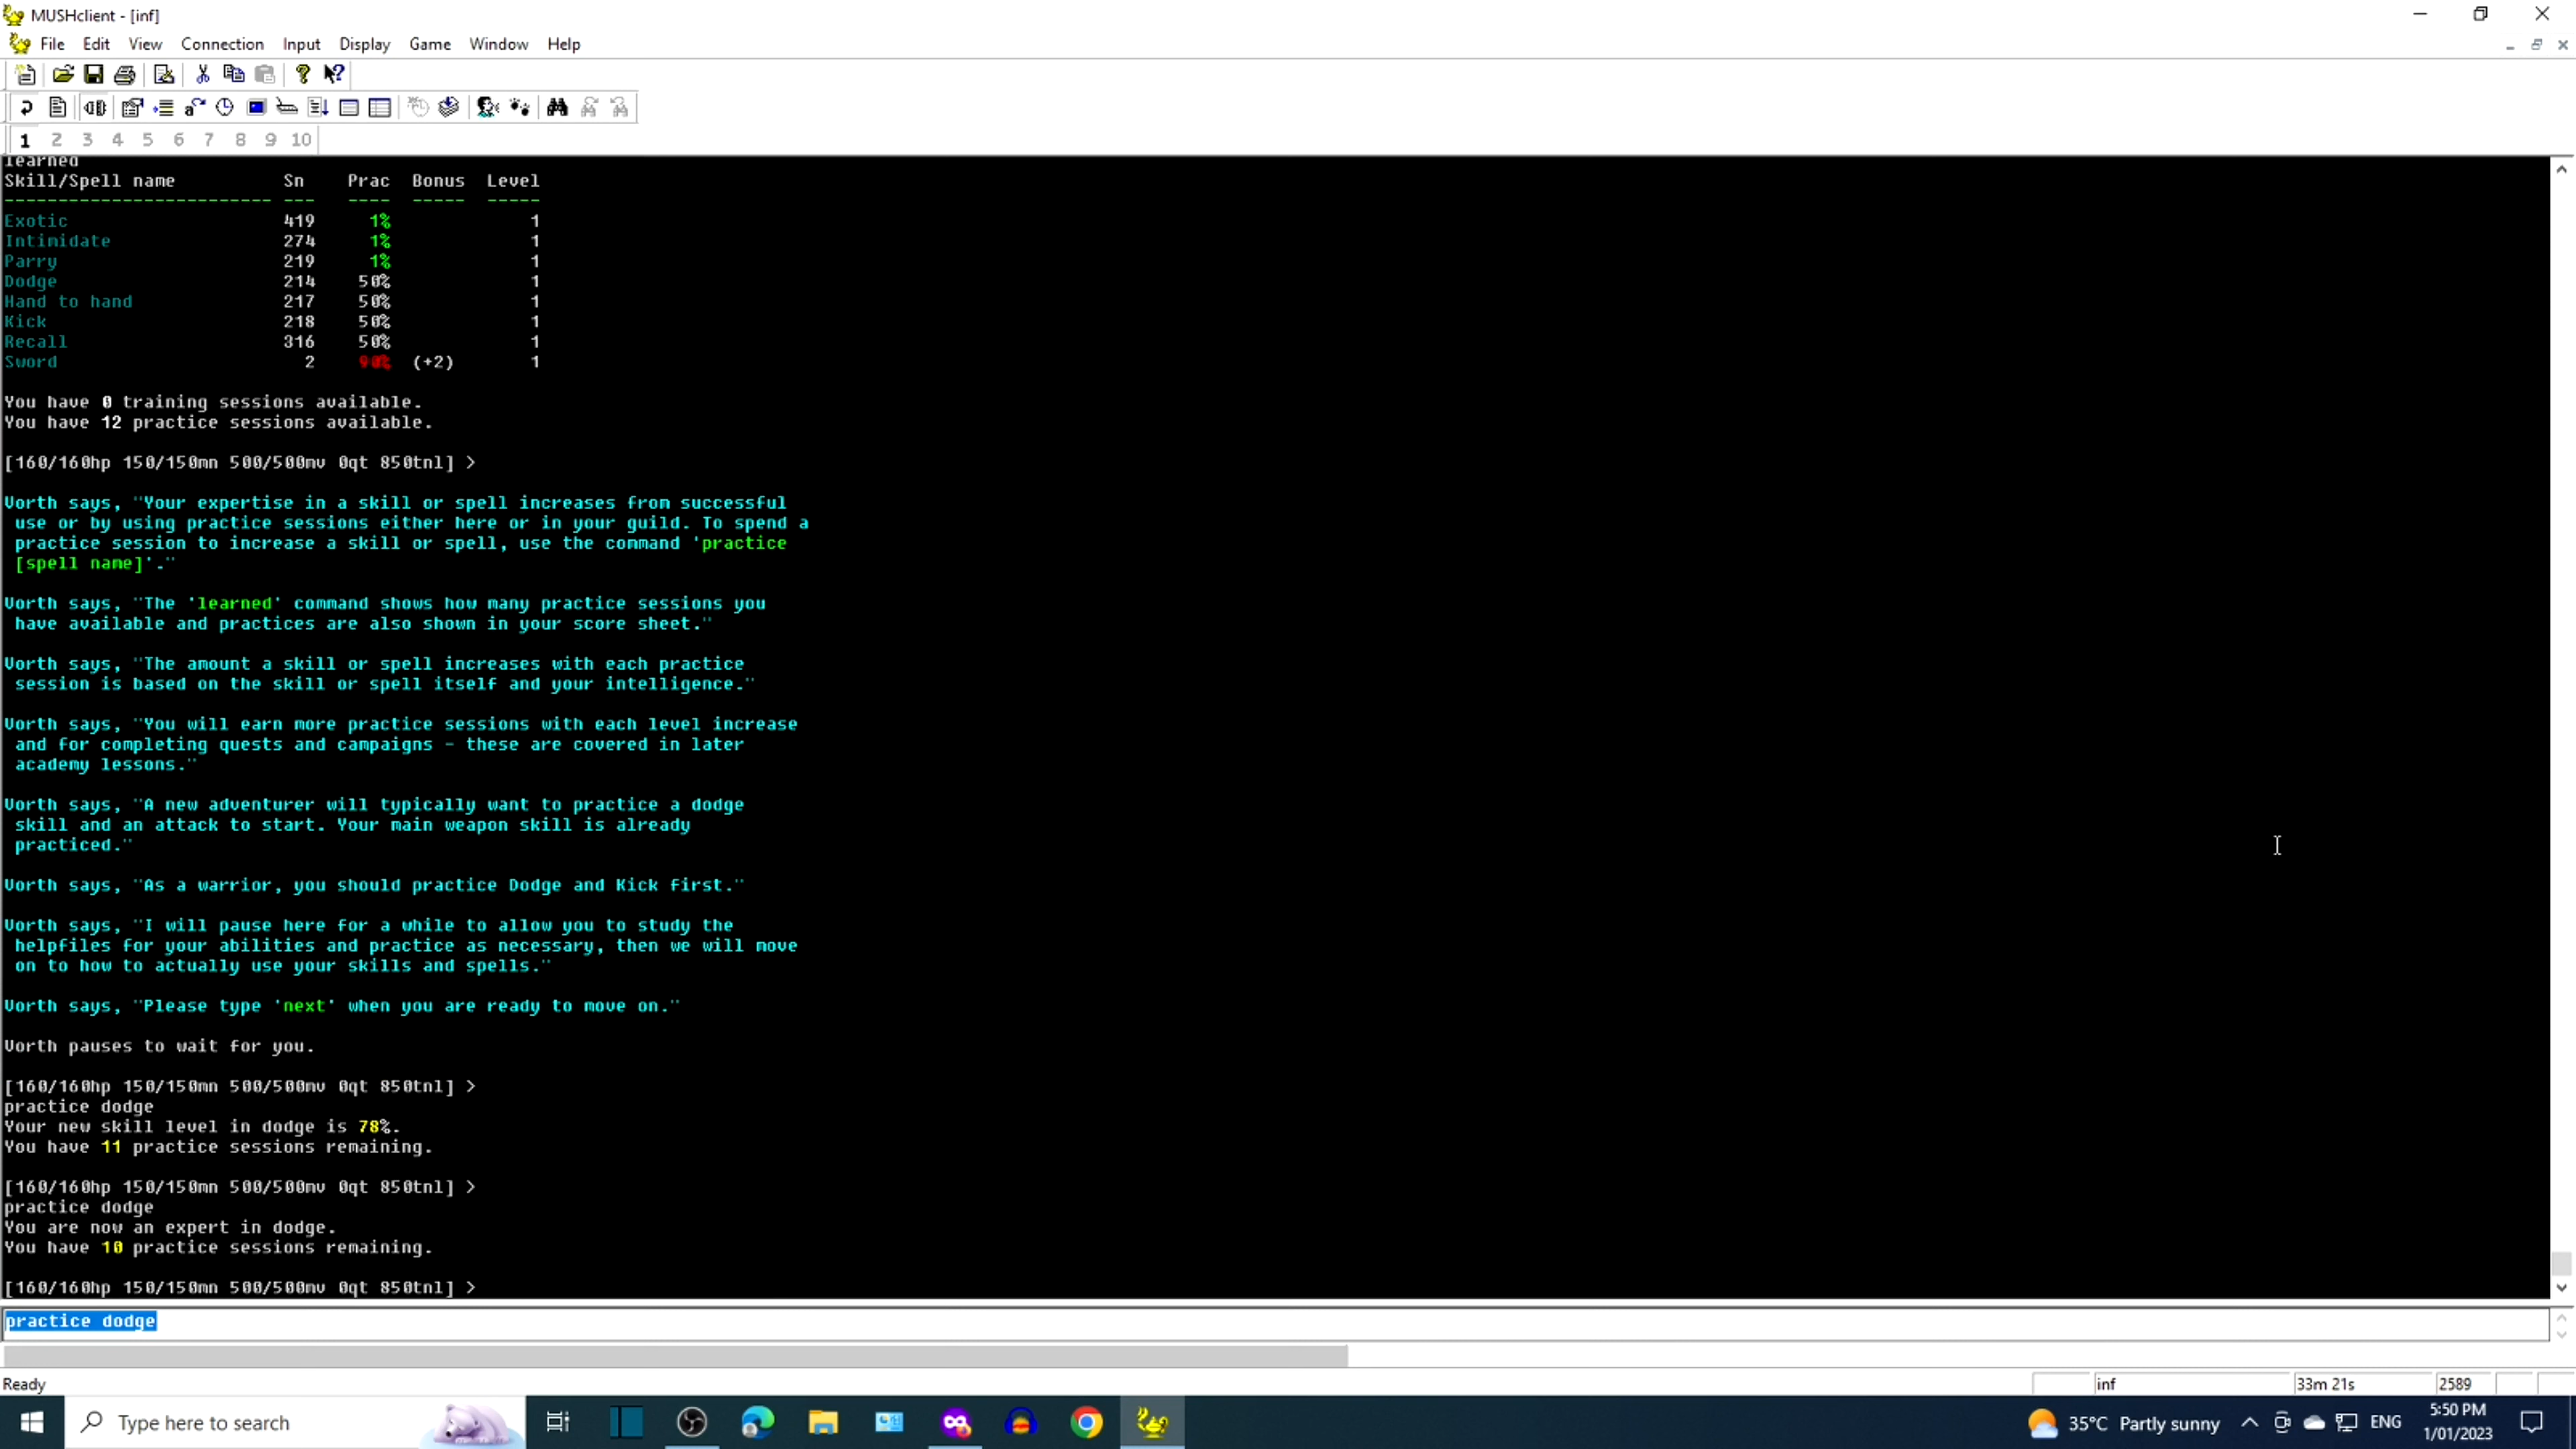 MUSHclient - [inf]
File Edit View Connection Input Display Game Window Help
1 2 3 4 5 6 7 8 9 10
learned
Skill/Spell name Sn Prac Bonus Level
------------------------- --- ---- ----- -----
Exotic 419 1% 1
Intimidate 274 1% 1
Parry 219 1% 1
Dodge 214 50% 1
Hand to hand 217 50% 1
Kick 218 50% 1
Recall 316 50% 1
Sword 2 90% (+2) 1
You have 0 training sessions available.
You have 12 practice sessions available.
[160/160hp 150/150mn 500/500mv 0qt 850tnl] >
Vorth says, "Your expertise in a skill or spell increases from successful
use or by using practice sessions either here or in your guild. To spend a
practice session to increase a skill or spell, use the command 'practice
[spell name]'."
Vorth says, "The 'learned' command shows how many practice sessions you
have available and practices are also shown in your score sheet."
Vorth says, "The amount a skill or spell increases with each practice
session is based on the skill or spell itself and your intelligence."
Vorth says, "You will earn more practice sessions with each level increase
and for completing quests and campaigns - these are covered in later
academy lessons."
Vorth says, "A new adventurer will typically want to practice a dodge
skill and an attack to start. Your main weapon skill is already
practiced."
Vorth says, "As a warrior, you should practice Dodge and Kick first."
Vorth says, "I will pause here for a while to allow you to study the
helpfiles for your abilities and practice as necessary, then we will move
on to how to actually use your skills and spells."
Vorth says, "Please type 'next' when you are ready to move on."
Vorth pauses to wait for you.
[160/160hp 150/150mn 500/500mv 0qt 850tnl] >
practice dodge
Your new skill level in dodge is 78%.
You have 11 practice sessions remaining.
[160/160hp 150/150mn 500/500mv 0qt 850tnl] >
practice dodge
You are now an expert in dodge.
You have 10 practice sessions remaining.
[160/160hp 150/150mn 500/500mv 0qt 850tnl] >
practice dodge
Ready inf 33m 21s 2589
Type here to search 35°C Partly sunny ENG 5:50 PM
1/01/2023